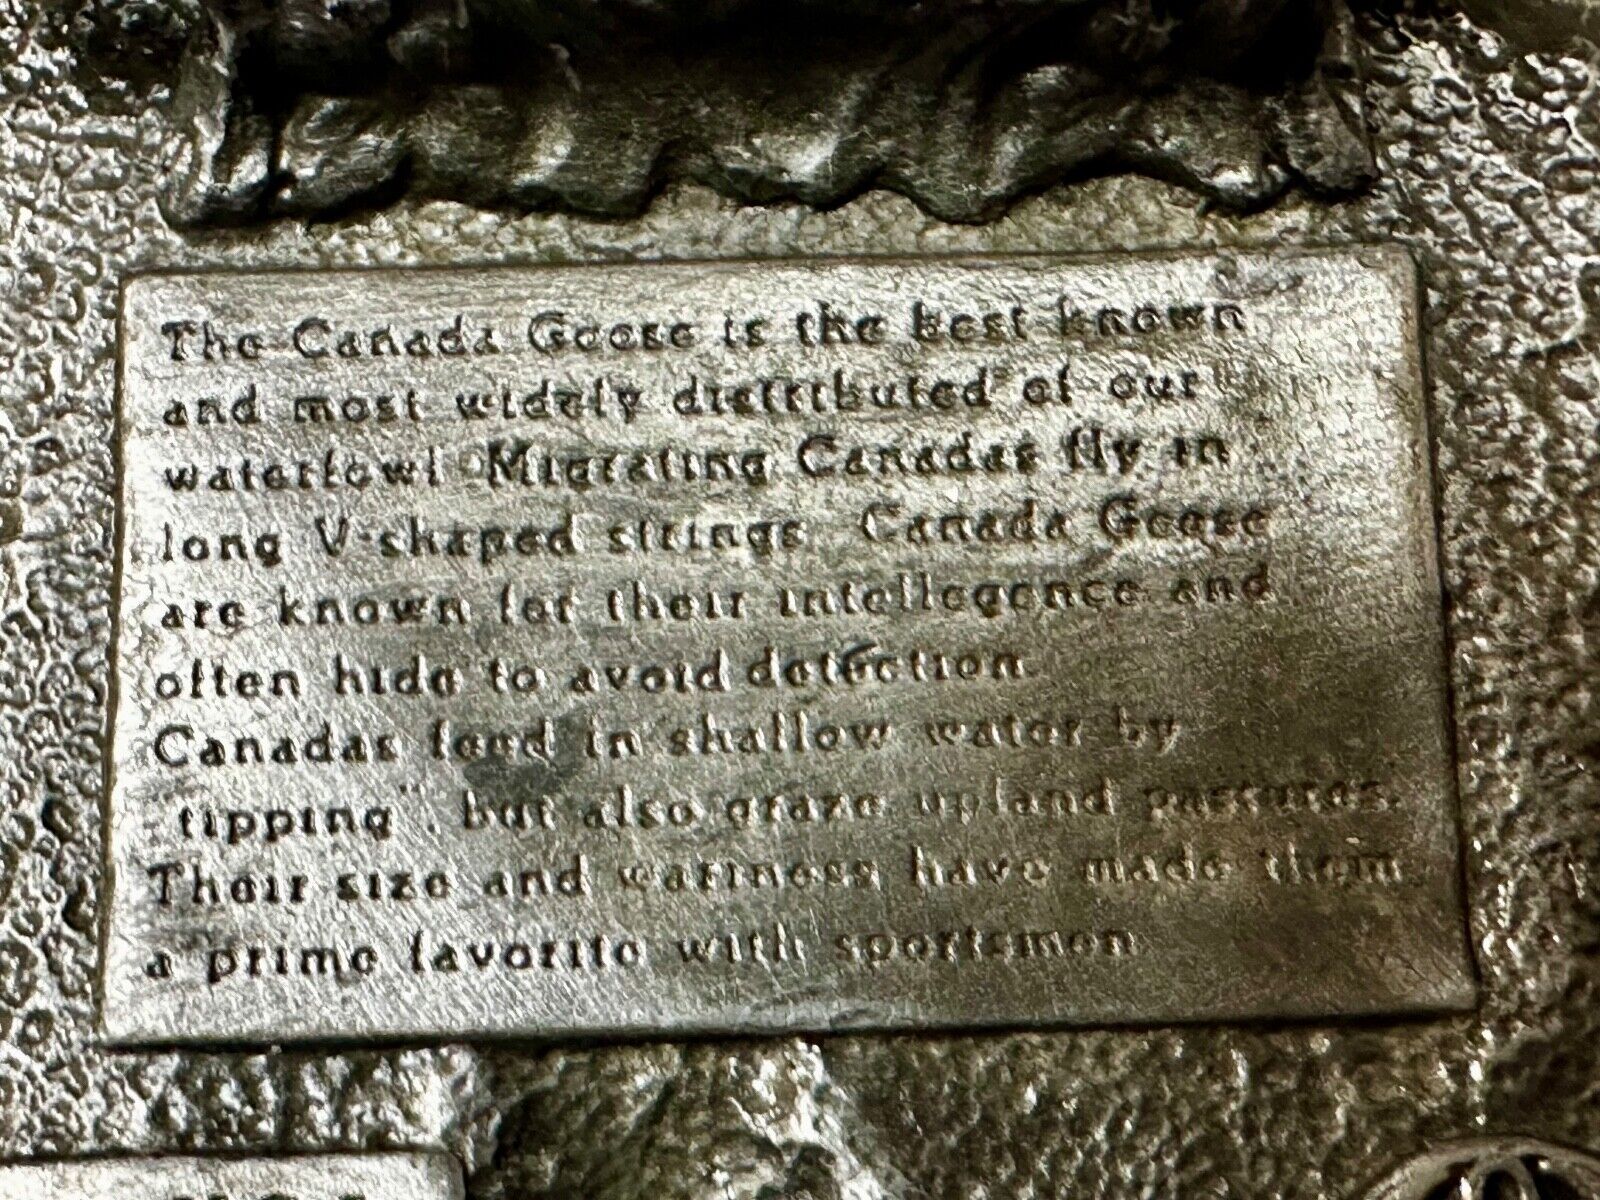 The Canada Geese is the best known
and most widely distributed of our
waterfowl. Migrating Canadas fly in
long V-shaped strings. Canada Geese
are known for their intellegence and
often hide to avoid detection.
Canadas feed in shallow water by
"tipping", but also graze upland pastures.
Their size and wariness have made them
a prime favorite with sportsmen